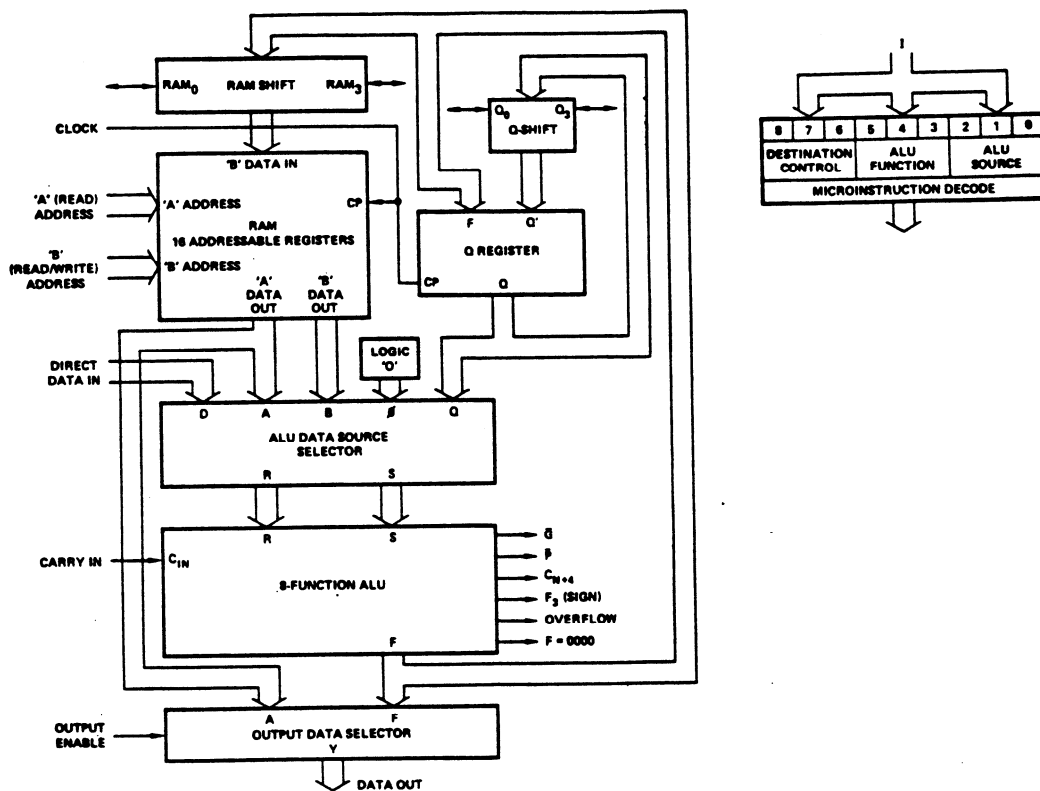 RAM0 RAM SHIFT RAM3
CLOCK
'B' DATA IN
'A' (READ)
ADDRESS
'A' ADDRESS
CP
RAM
16 ADDRESSABLE REGISTERS
'B'
(READ/WRITE)
ADDRESS
'B' ADDRESS
'A'
DATA
OUT
'B'
DATA
OUT
Q0 Q3
Q-SHIFT
F Q'
Q REGISTER
CP Q
I
8 7 6 5 4 3 2 1 0
DESTINATION
CONTROL
ALU
FUNCTION
ALU
SOURCE
MICROINSTRUCTION DECODE
DIRECT
DATA IN
LOGIC
'0'
D A B Ø Q
ALU DATA SOURCE
SELECTOR
R S
R S
CARRY IN
CIN
8-FUNCTION ALU
F
G̅
P̅
CN+4
F3 (SIGN)
OVERFLOW
F = 0000
OUTPUT
ENABLE
A F
OUTPUT DATA SELECTOR
Y
DATA OUT